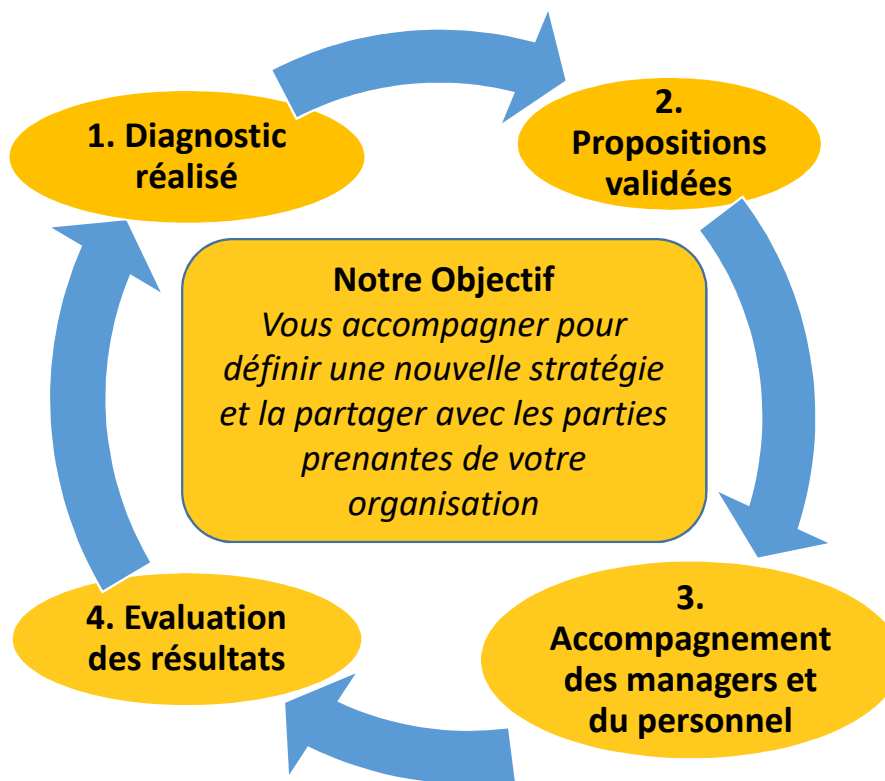 1. Diagnostic
réalisé
2.
Propositions
validées
Notre Objectif
Vous accompagner pour
définir une nouvelle stratégie
et la partager avec les parties
prenantes de votre
organisation
3.
Accompagnement
des managers et
du personnel
4. Evaluation
des résultats